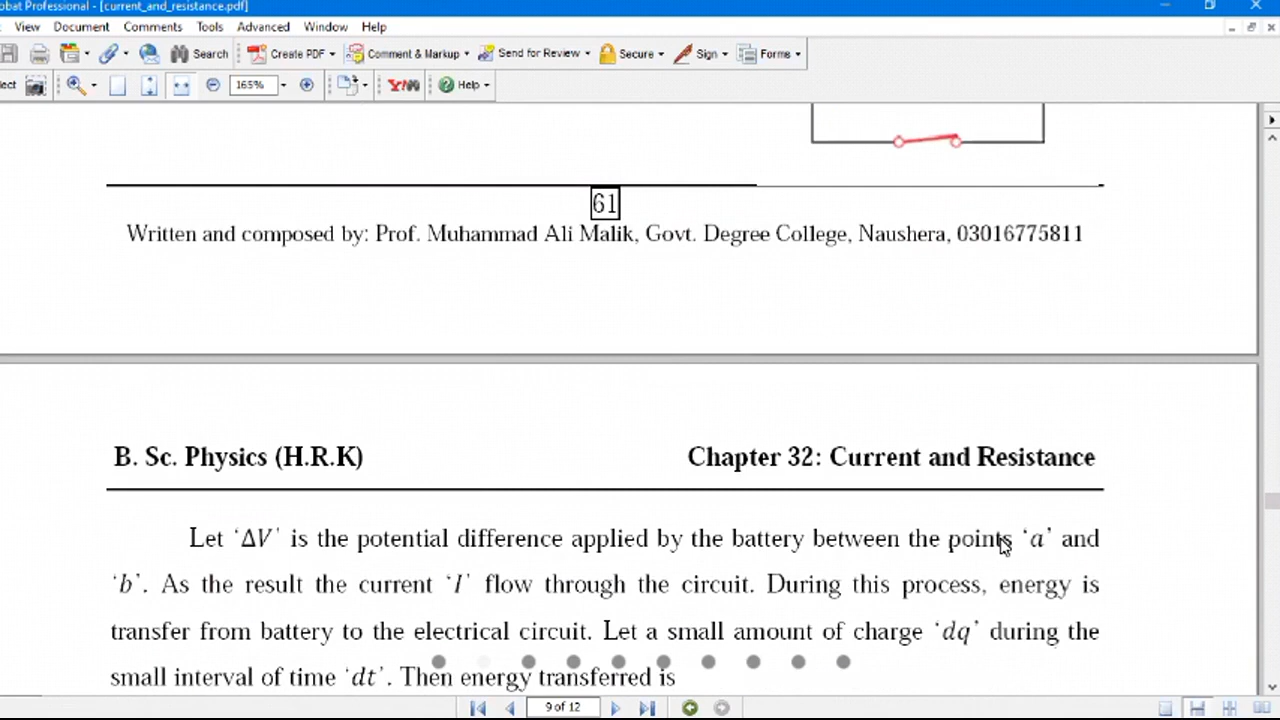 obat Professional - [current_and_resistance.pdf]
View Document Comments Tools Advanced Window Help
Search Create PDF Comment & Markup Send for Review Secure Sign Forms
ect 165% Help
61
Written and composed by: Prof. Muhammad Ali Malik, Govt. Degree College, Naushera, 03016775811
B. Sc. Physics (H.R.K) Chapter 32: Current and Resistance
Let ‘ΔV’ is the potential difference applied by the battery between the points ‘a’ and
‘b’. As the result the current ‘I’ flow through the circuit. During this process, energy is
transfer from battery to the electrical circuit. Let a small amount of charge ‘dq’ during the
small interval of time ‘dt’. Then energy transferred is
9 of 12